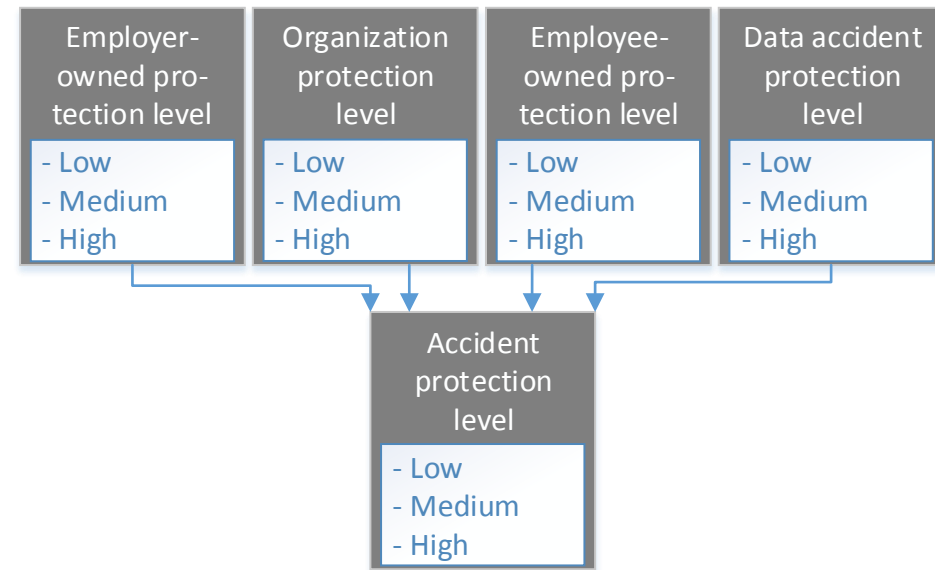 Employer-
owned pro-
tection level
- Low
- Medium
- High
Organization
protection
level
- Low
- Medium
- High
Employee-
owned pro-
tection level
- Low
- Medium
- High
Data accident
protection
level
- Low
- Medium
- High
Accident
protection
level
- Low
- Medium
- High